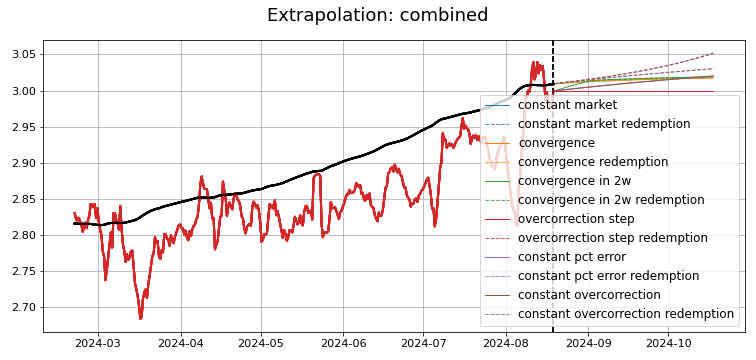 Extrapolation: combined
3.05
3.00
2.95
2.90
2.85
2.80
2.75
2.70
constant market
constant market redemption
convergence
convergence redemption
convergence in 2w
convergence in 2w redemption
overcorrection step
overcorrection step redemption
constant pct error
constant pct error redemption
constant overcorrection
constant overcorrection redemption
2024-03 2024-04 2024-05 2024-06 2024-07 2024-08 2024-09 2024-10